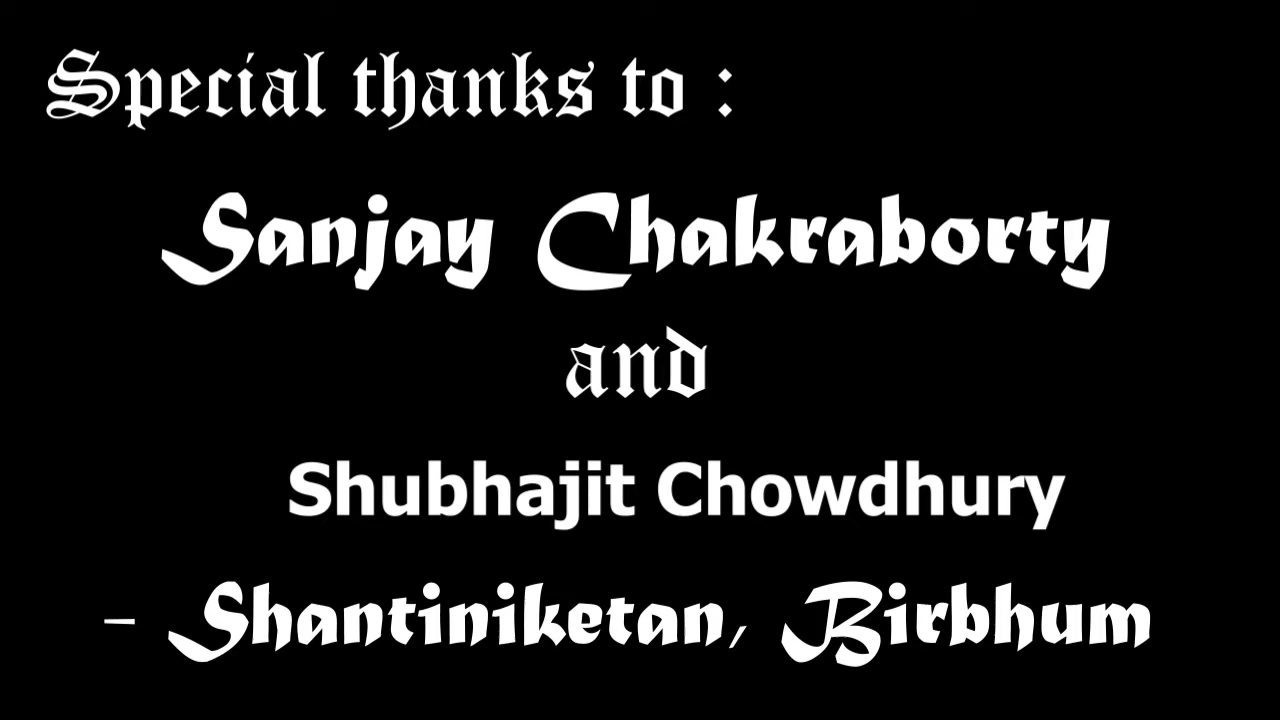 Special thanks to :
Sanjay Chakraborty
and
Shubhajit Chowdhury
- Shantiniketan, Birbhum